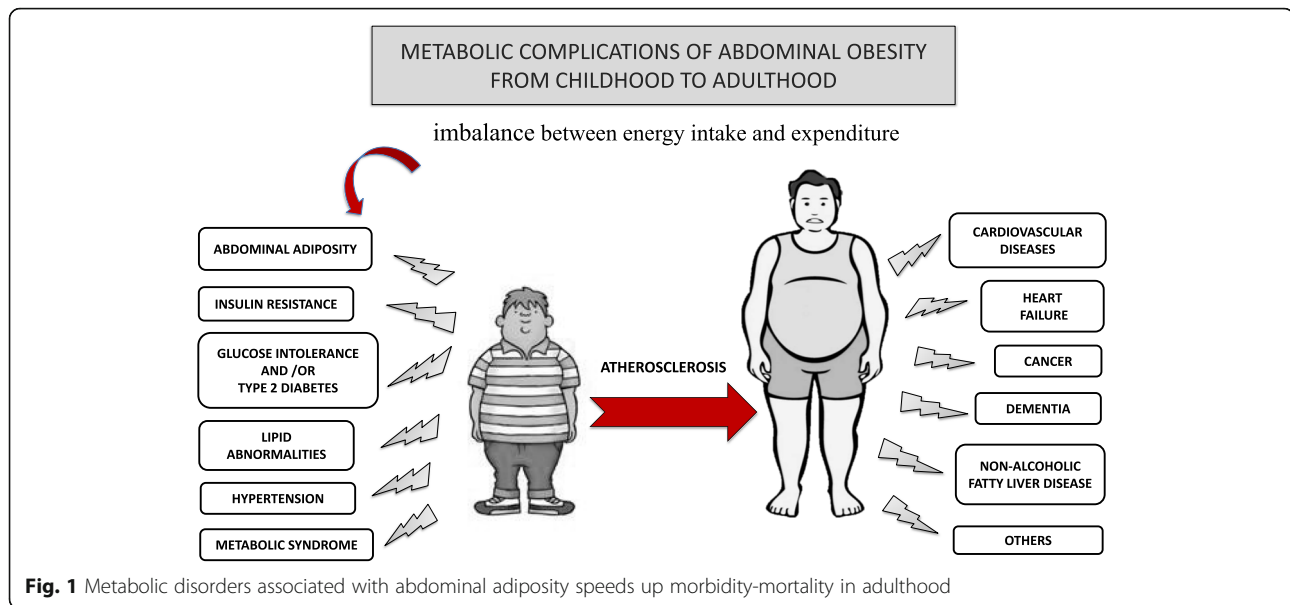 METABOLIC COMPLICATIONS OF ABDOMINAL OBESITY
FROM CHILDHOOD TO ADULTHOOD
imbalance between energy intake and expenditure
ABDOMINAL ADIPOSITY
INSULIN RESISTANCE
GLUCOSE INTOLERANCE
AND /OR
TYPE 2 DIABETES
LIPID
ABNORMALITIES
HYPERTENSION
METABOLIC SYNDROME
ATHEROSCLEROSIS
CARDIOVASCULAR
DISEASES
HEART
FAILURE
CANCER
DEMENTIA
NON-ALCOHOLIC
FATTY LIVER DISEASE
OTHERS
Fig. 1 Metabolic disorders associated with abdominal adiposity speeds up morbidity-mortality in adulthood